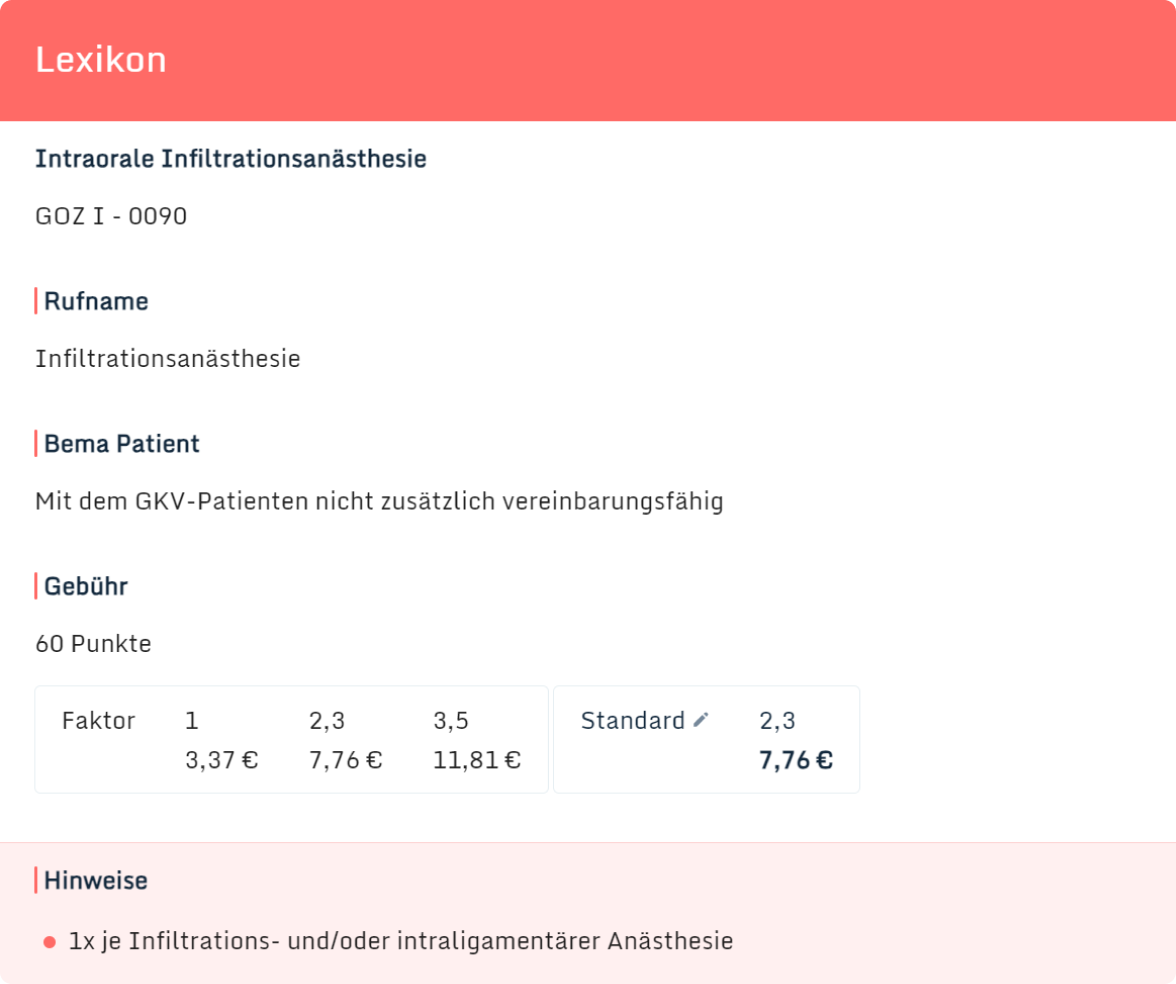 Lexikon
Intraorale Infiltrationsanästhesie
GOZ I - 0090
Rufname
Infiltrationsanästhesie
Bema Patient
Mit dem GKV-Patienten nicht zusätzlich vereinbarungsfähig
Gebühr
60 Punkte
Faktor 1 2,3 3,5 Standard 2,3
3,37 € 7,76 € 11,81 € 7,76 €
Hinweise
1x je Infiltrations- und/oder intraligamentärer Anästhesie